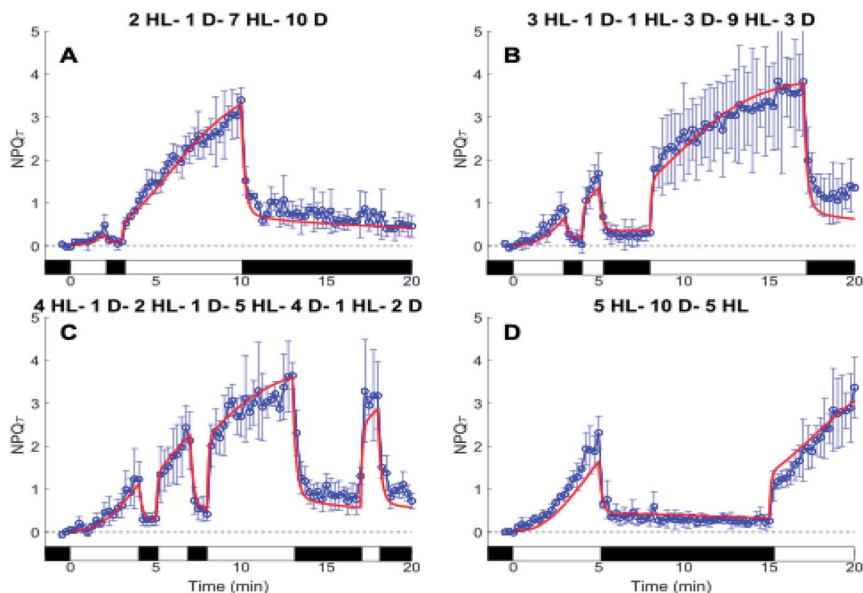 2 HL- 1 D- 7 HL- 10 D
A
NPQT
5
4
3
2
1
0
0 5 10 15 20
3 HL- 1 D- 1 HL- 3 D- 9 HL- 3 D
B
NPQT
5
4
3
2
1
0
0 5 10 15 20
4 HL- 1 D- 2 HL- 1 D- 5 HL- 4 D- 1 HL- 2 D
C
NPQT
5
4
3
2
1
0
0 5 10 15 20
Time (min)
5 HL- 10 D- 5 HL
D
NPQT
5
4
3
2
1
0
0 5 10 15 20
Time (min)